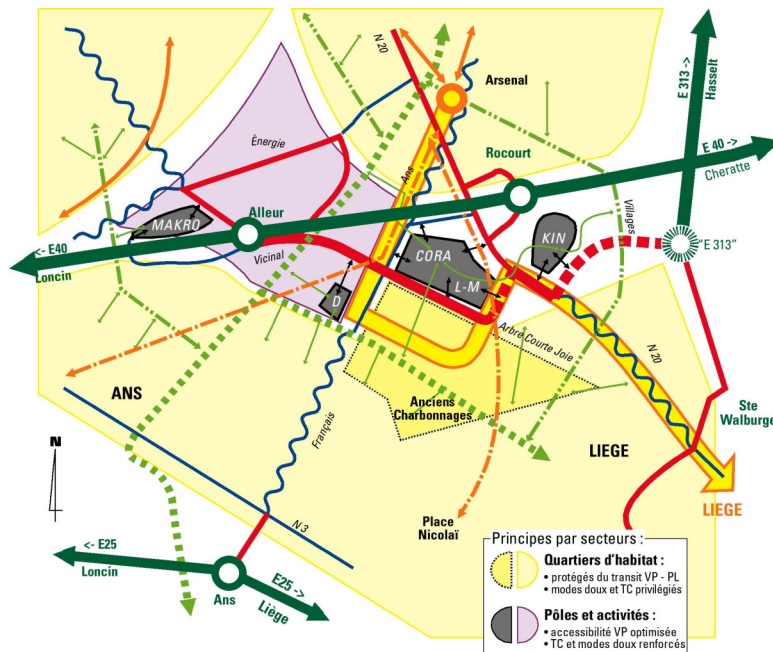 N 20
Arsenal
E 313 ->
Hasselt
E 40 ->
Cheratte
Énergie
Ans
Rocourt
Villages
MAKRO
Alleur
KIN
"E 313"
<- E40
Loncin
Vicinal
CORA
L-M
D
Arbre Courte Joie
N 20
ANS
Anciens
Charbonnages
Ste
Walburge
Français
LIEGE
N
N 3
Place
Nicolaï
LIEGE
<- E25
Loncin
Ans
E25 ->
Liège
Principes par secteurs :
Quartiers d'habitat :
• protégés du transit VP - PL
• modes doux et TC privilégiés
Pôles et activités :
• accessibilité VP optimisée
• TC et modes doux renforcés